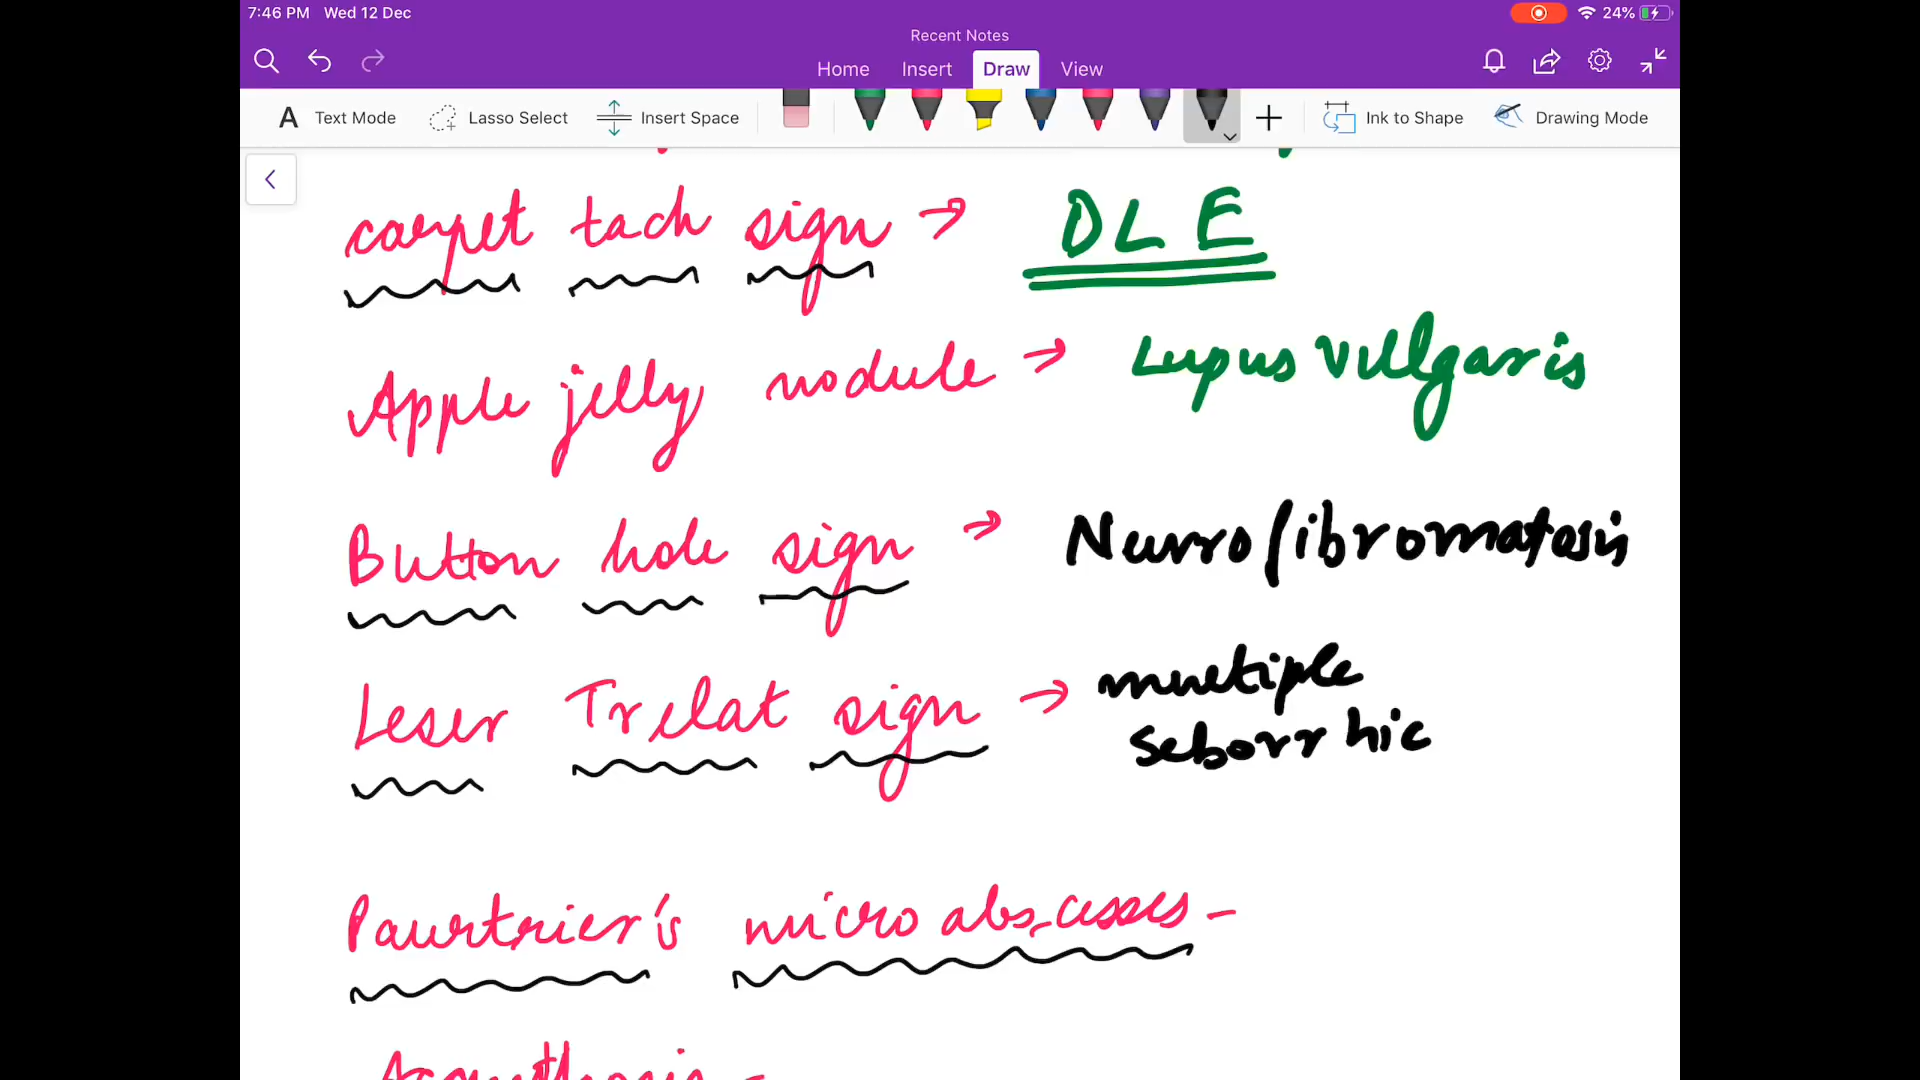 7:46 PM Wed 12 Dec
24%
Recent Notes
Home Insert Draw View
A Text Mode Lasso Select Insert Space Ink to Shape Drawing Mode
carpet tach sign → DLE
Apple jelly nodule → Lupus vulgaris
Button hole sign → Neurofibromatosis
Leser Trelat sign → multiple
seborrhic
Paurtrier's micro abscesses -